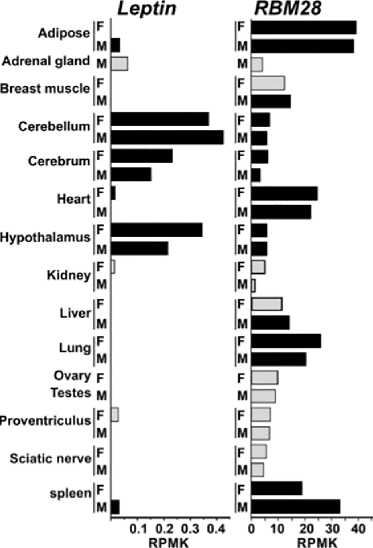 Leptin RBM28
Adipose F F
M M
Adrenal gland M M
Breast muscle F F
M M
Cerebellum F F
M M
Cerebrum F F
M M
Heart F F
M M
Hypothalamus F F
M M
Kidney F F
M M
Liver F F
M M
Lung F F
M M
Ovary F F
Testes M M
Proventriculus F F
M M
Sciatic nerve F F
M M
spleen F F
M M
0.1 0.2 0.3 0.4 0 5 10 20 30 40
RPMK RPMK